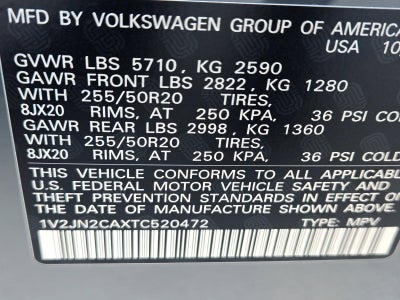 MFD BY VOLKSWAGEN GROUP OF AMERICA
USA 10
GVWR LBS 5710, KG 2590
GAWR FRONT LBS 2822, KG 1280
WITH 255/50R20 TIRES,
8JX20 RIMS, AT 250 KPA, 36 PSI COLD
GAWR REAR LBS 2998, KG 1360
WITH 255/50R20 TIRES,
8JX20 RIMS, AT 250 KPA, 36 PSI COLD
THIS VEHICLE CONFORMS TO ALL APPLICABL
U.S. FEDERAL MOTOR VEHICLE SAFETY AND
THEFT PREVENTION STANDARDS IN EFFECT O
DATE OF MANUFACTURE SHOWN ABOVE.
1V2JN2CAXTC520472 TYPE: MPV